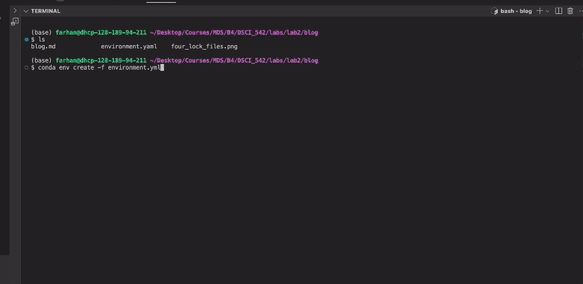 TERMINAL
bash - blog
(base) farham@dhcp-128-189-94-211 ~/Desktop/Courses/MDS/B4/DSCI_542/labs/lab2/blog
$ ls
blog.md environment.yaml four_lock_files.png
(base) farham@dhcp-128-189-94-211 ~/Desktop/Courses/MDS/B4/DSCI_542/labs/lab2/blog
$ conda env create -f environment.yml